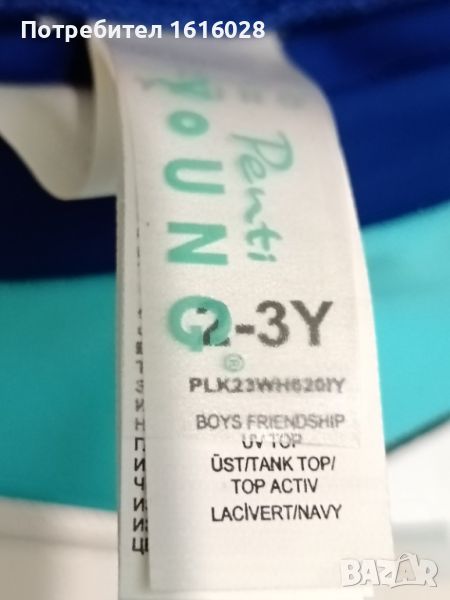 Потребител 1616028
Penti
YOUNG
®
2-3Y
PLK23WH620IY
BOYS FRIENDSHIP
UV TOP
ÜST/TANK TOP/
TOP ACTIV
LACİVERT/NAVY
BAZAR